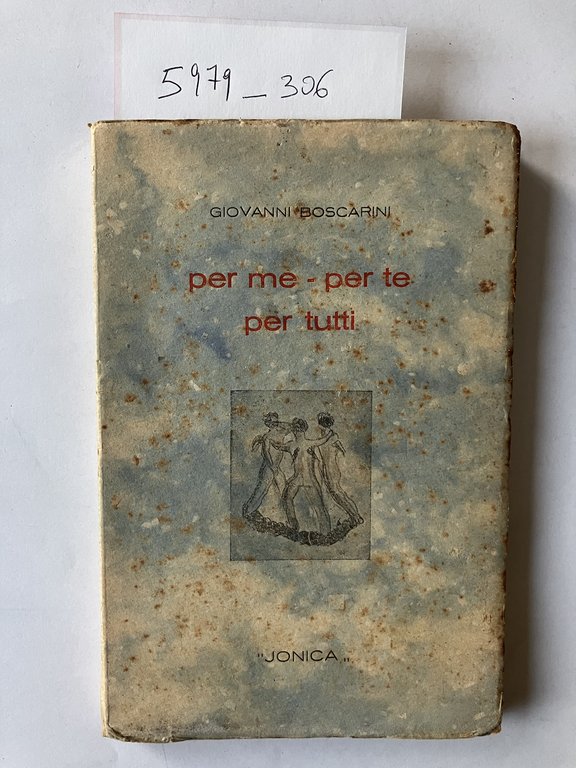 5979_306
GIOVANNI BOSCARINI
per me - per te
per tutti
"JONICA„